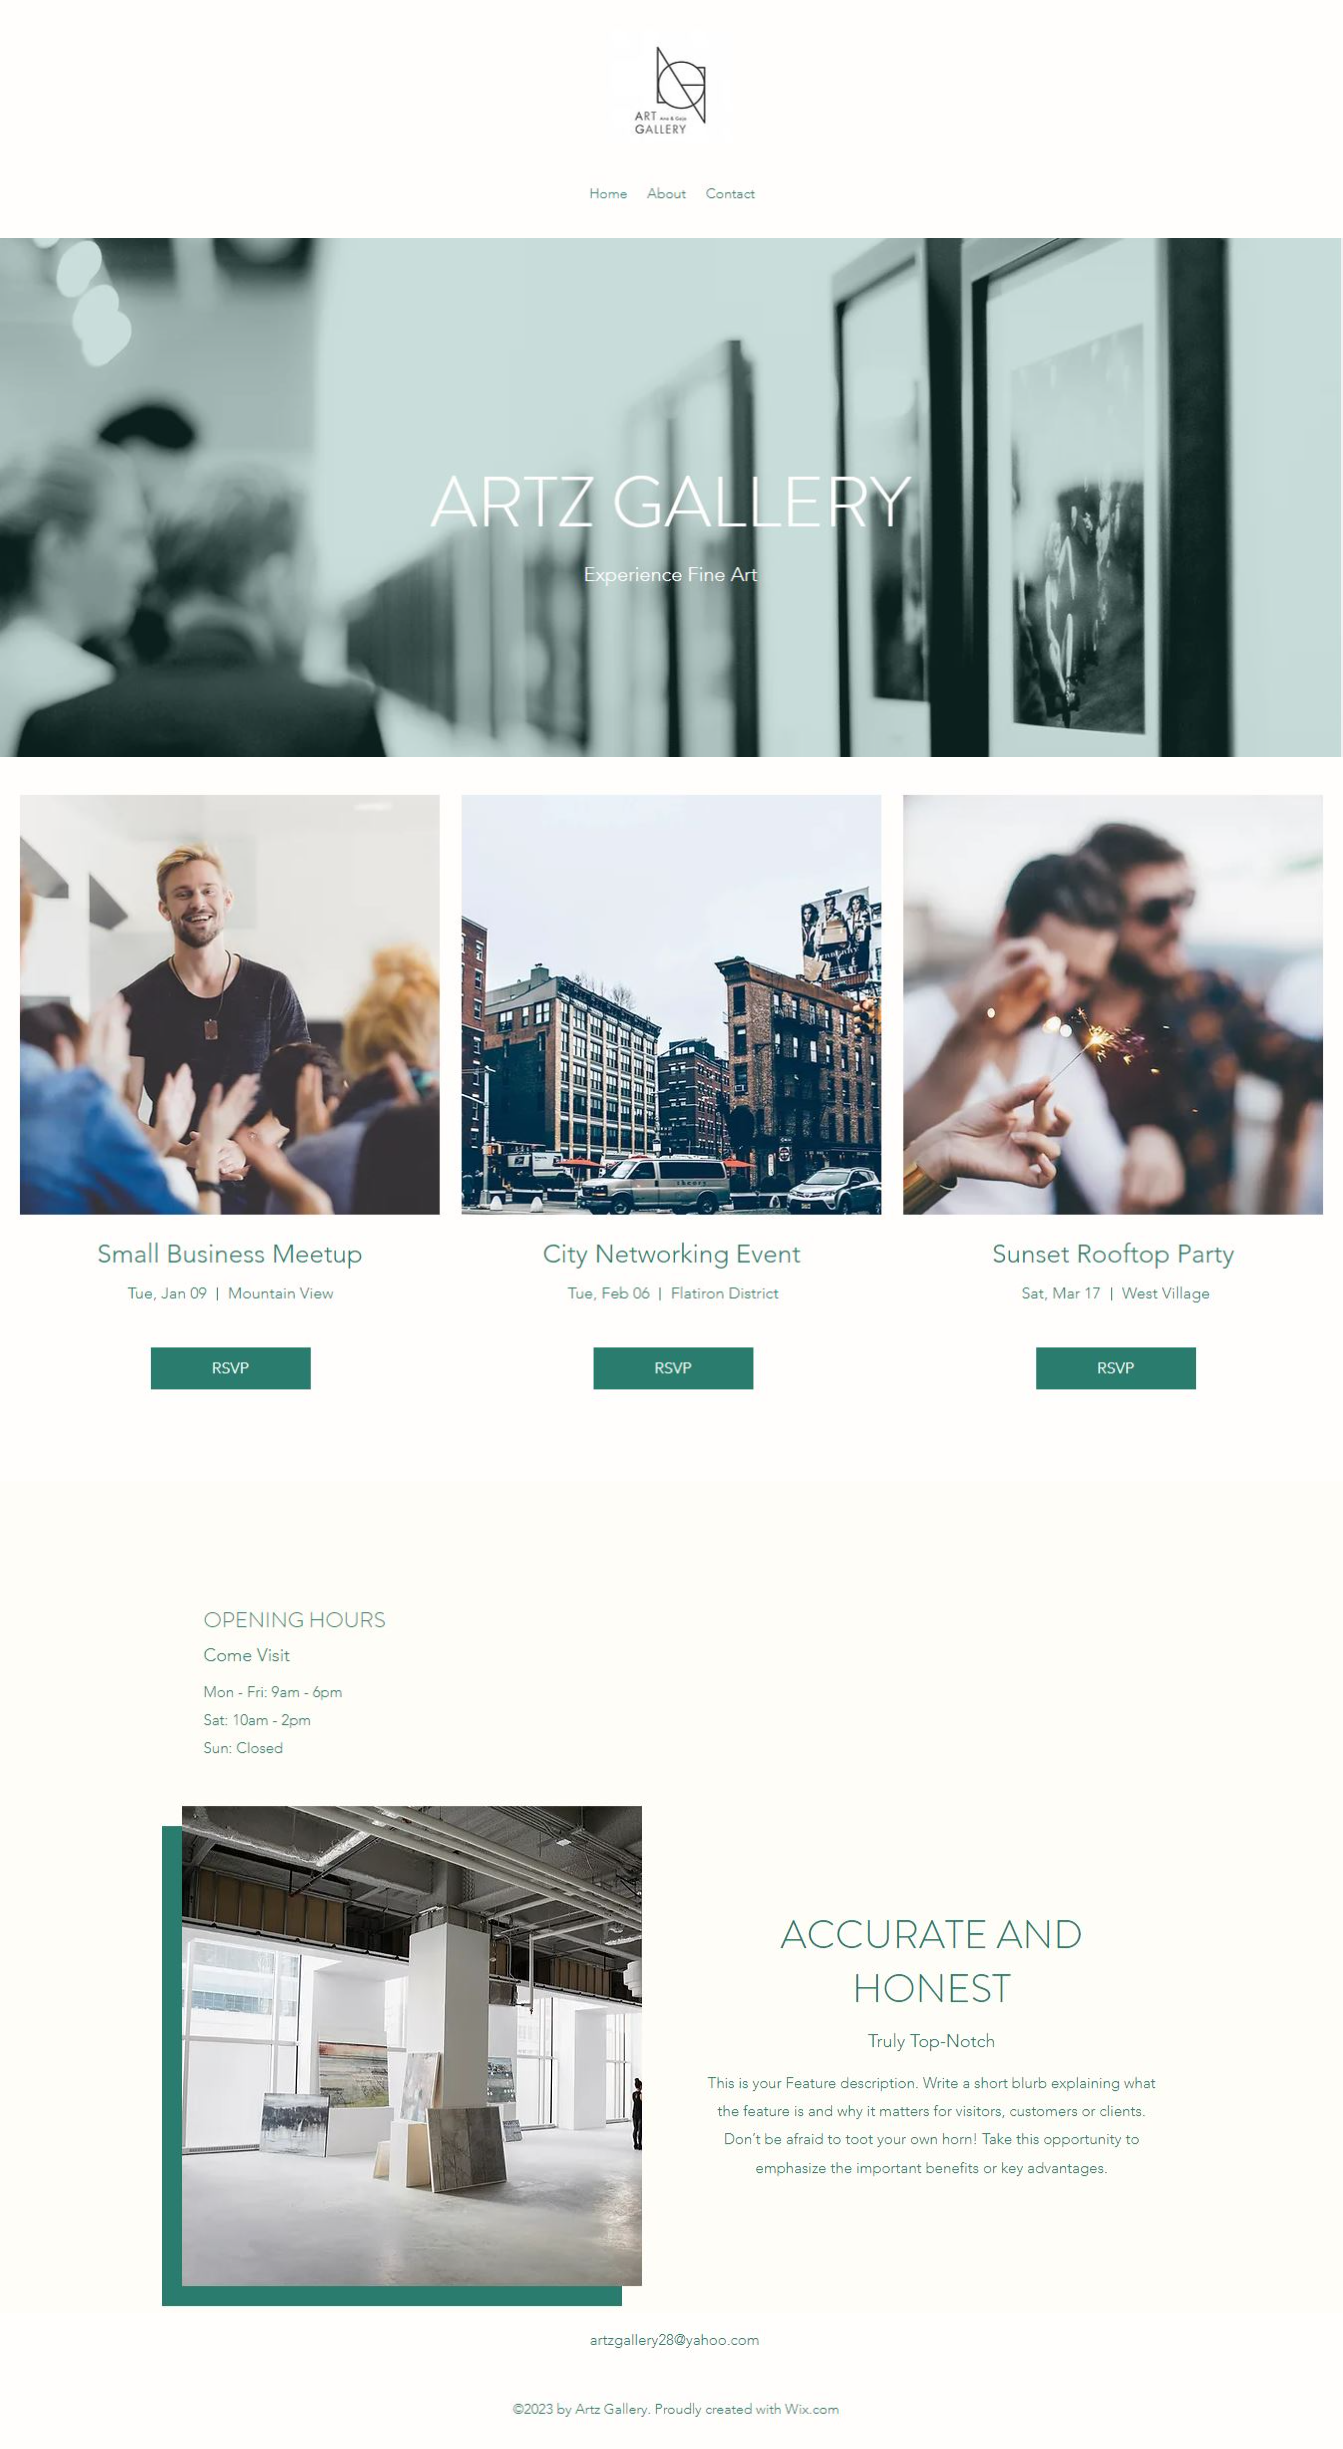 ART Ana & Gaja
GALLERY
Home About Contact
ARTZ GALLERY
Experience Fine Art
theory
Small Business Meetup
Tue, Jan 09 | Mountain View
RSVP
City Networking Event
Tue, Feb 06 | Flatiron District
RSVP
Sunset Rooftop Party
Sat, Mar 17 | West Village
RSVP
OPENING HOURS
Come Visit
Mon - Fri: 9am - 6pm
Sat: 10am - 2pm
Sun: Closed
ACCURATE AND
HONEST
Truly Top-Notch
This is your Feature description. Write a short blurb explaining what
the feature is and why it matters for visitors, customers or clients.
Don’t be afraid to toot your own horn! Take this opportunity to
emphasize the important benefits or key advantages.
artzgallery28@yahoo.com
©2023 by Artz Gallery. Proudly created with Wix.com